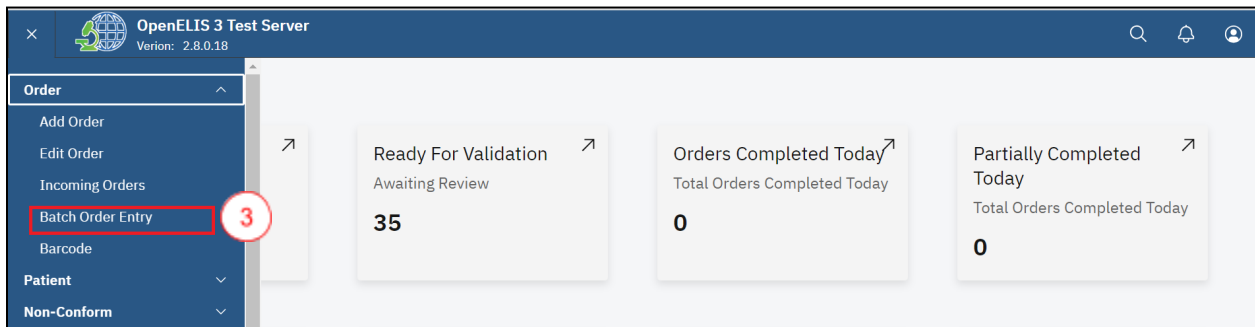 OpenELIS 3 Test Server
Verion: 2.8.0.18
Order
Add Order
Edit Order
Incoming Orders
Batch Order Entry
3
Barcode
Patient
Non-Conform
Ready For Validation
Awaiting Review
35
Orders Completed Today
Total Orders Completed Today
0
Partially Completed
Today
Total Orders Completed Today
0